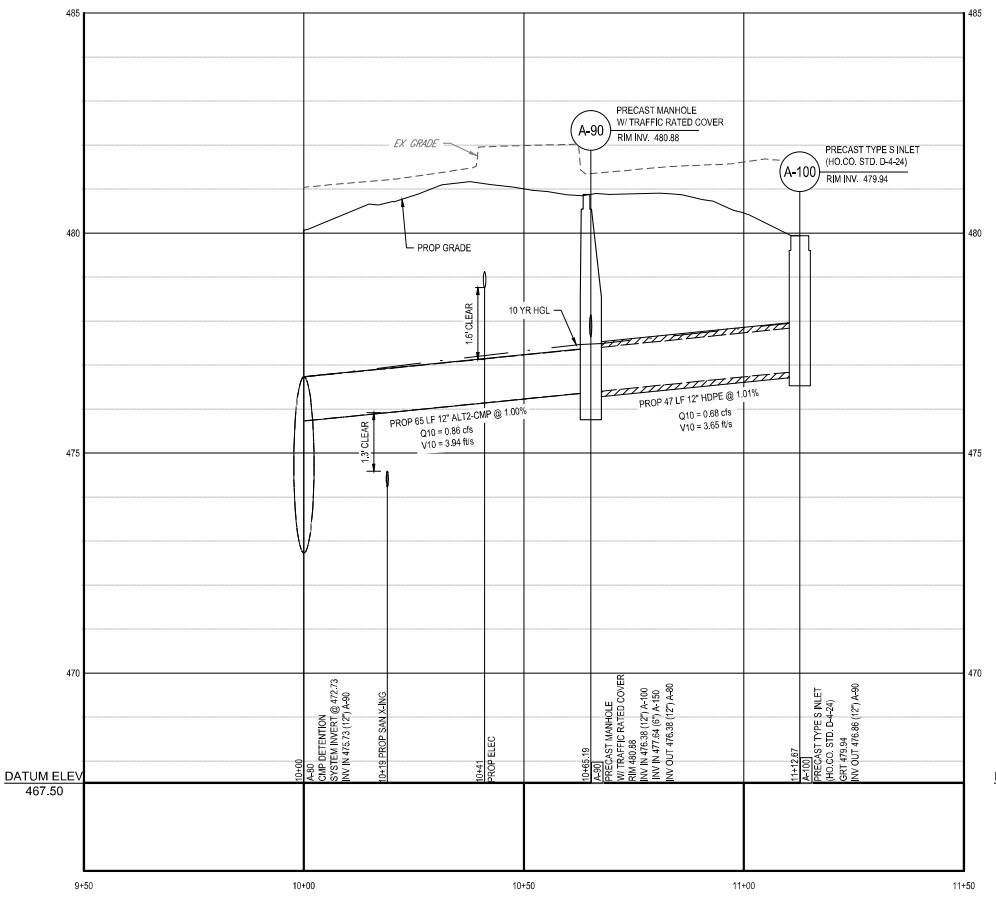 485
485
PRECAST MANHOLE
W/ TRAFFIC RATED COVER
A-90
RIM INV. 480.88
EX GRADE
PRECAST TYPE S INLET
(HO.CO. STD. D-4-24)
A-100
RIM INV. 479.94
480
480
PROP GRADE
1.6' CLEAR
10 YR HGL
PROP 65 LF 12" ALT2-CMP @ 1.00%
Q10 = 0.86 cfs
V10 = 3.94 ft/s
PROP 47 LF 12" HDPE @ 1.01%
Q10 = 0.68 cfs
V10 = 3.65 ft/s
1.3' CLEAR
475
475
470
470
10+00
A-80
CMP DETENTION
SYSTEM INVERT @ 472.73
INV IN 475.73 (12") A-90
10+19 PROP SAN X-ING
10+41
PROP ELEC
10+65.19
A-90
PRECAST MANHOLE
W/ TRAFFIC RATED COVER
RIM 480.88
INV IN 476.38 (12") A-100
INV IN 477.64 (6") A-150
INV OUT 476.38 (12") A-80
11+12.67
A-100
PRECAST TYPE S INLET
(HO.CO. STD. D-4-24)
GRT 479.94
INV OUT 476.86 (12") A-90
DATUM ELEV
467.50
9+50
10+00
10+50
11+00
11+50